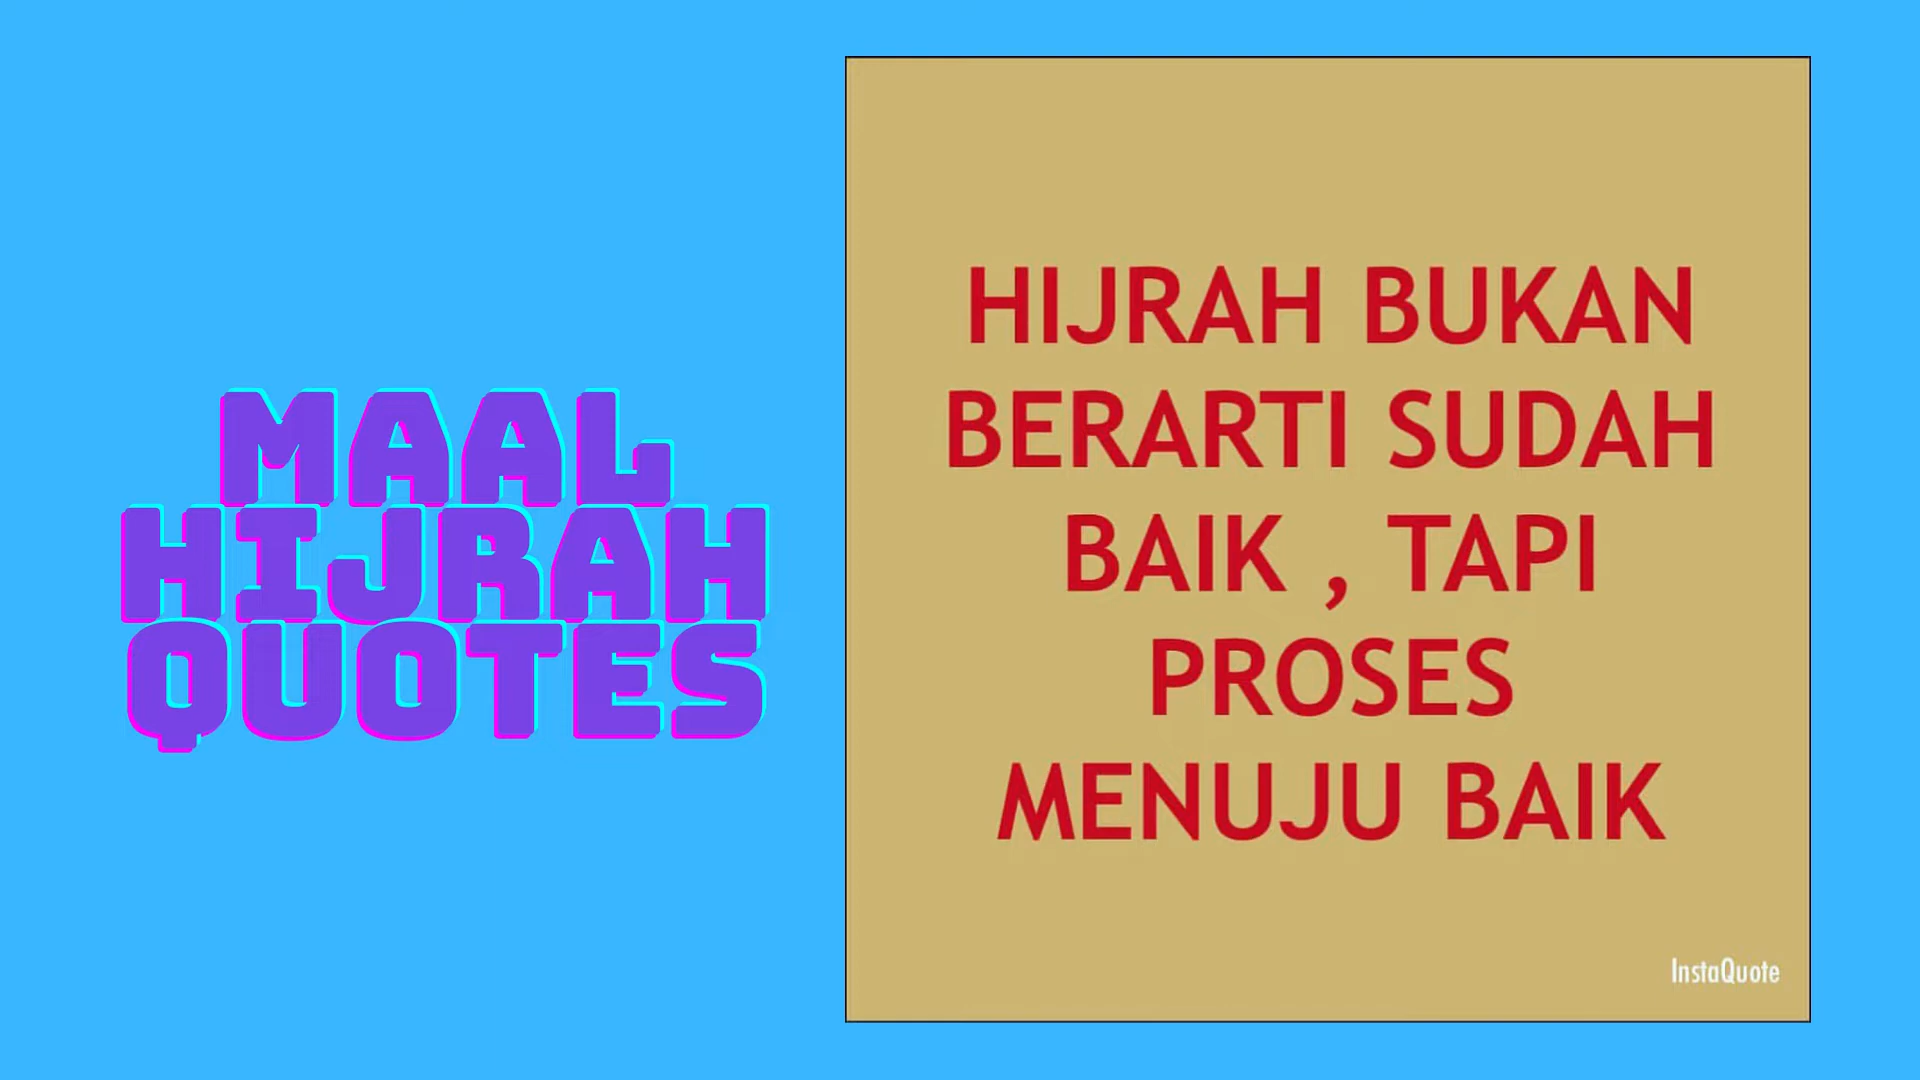 MAAL
HIJRAH
QUOTES
HIJRAH BUKAN
BERARTI SUDAH
BAIK , TAPI
PROSES
MENUJU BAIK
InstaQuote